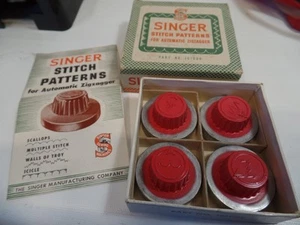 SINGER
STITCH PATTERNS
FOR AUTOMATIC ZIGZAGGER
SINGER
STITCH
PATTERNS
for Automatic Zigzagger
SCALLOPS
MULTIPLE STITCH
WALLS OF TROY
ICICLE
THE SINGER MANUFACTURING COMPANY